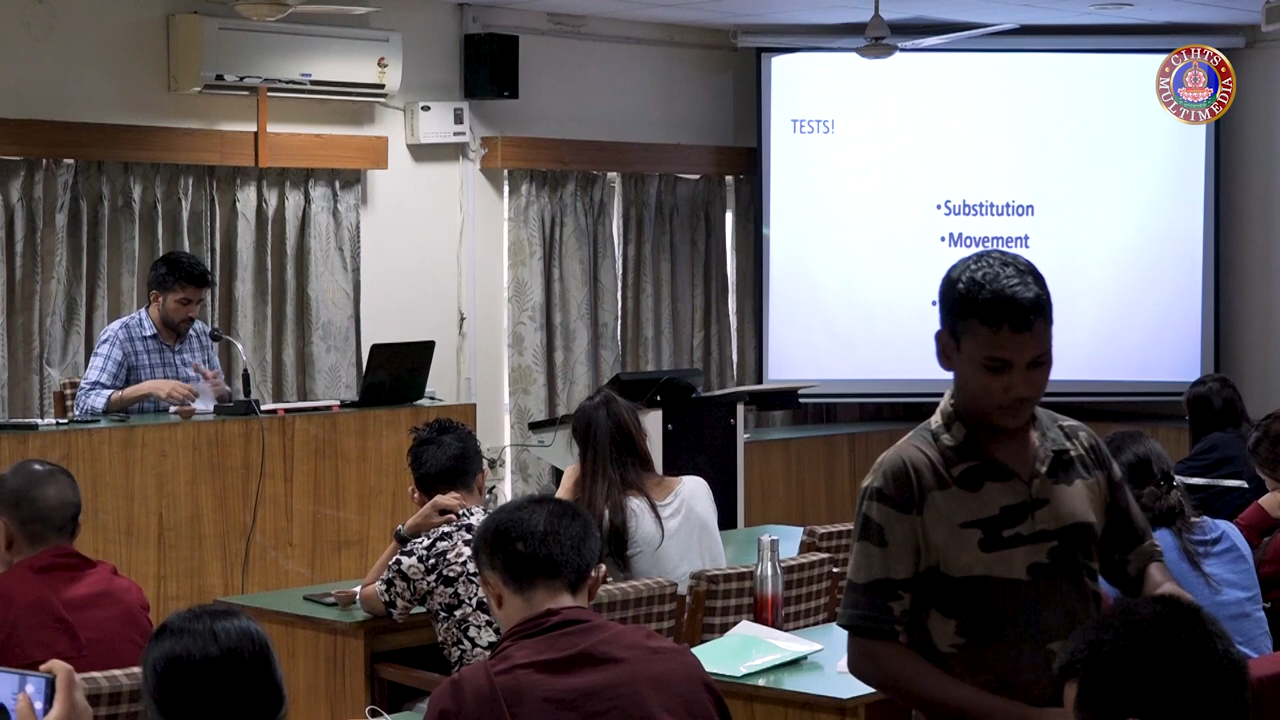 CIHTS
MULTIMEDIA
TESTS!
•Substitution
•Movement
•